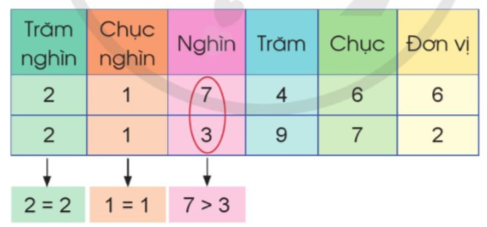 Trăm nghìn Chục nghìn Nghìn Trăm Chục Đơn vị
2 1 7 4 6 6
2 1 3 9 7 2
2 = 2 1 = 1 7 > 3